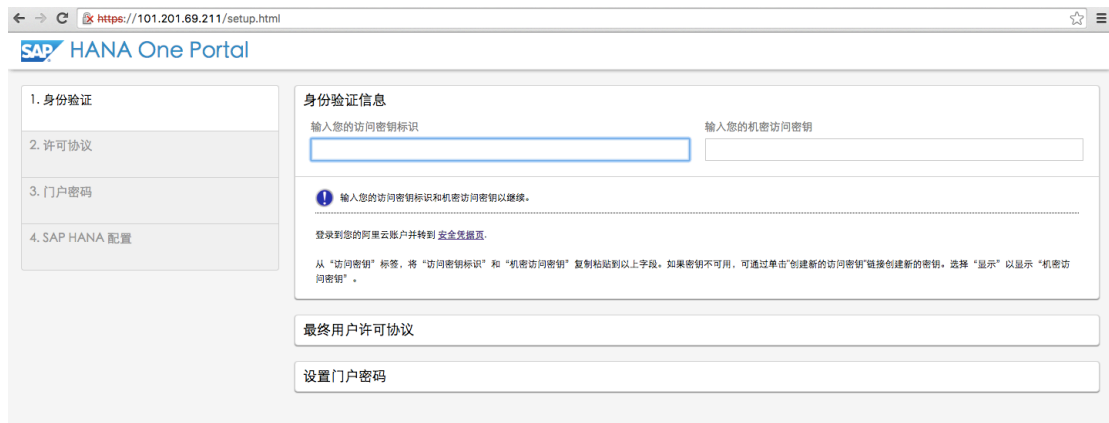 https://101.201.69.211/setup.html
SAP HANA One Portal
1. 身份验证
2. 许可协议
3. 门户密码
4. SAP HANA 配置
身份验证信息
输入您的访问密钥标识
输入您的机密访问密钥
输入您的访问密钥标识和机密访问密钥以继续。
登录到您的阿里云账户并转到 安全凭据页.
从“访问密钥”标签，将“访问密钥标识”和“机密访问密钥”复制粘贴到以上字段。如果密钥不可用，可通过单击"创建新的访问密钥"链接创建新的密钥。选择“显示”以显示“机密访
问密钥”。
最终用户许可协议
设置门户密码